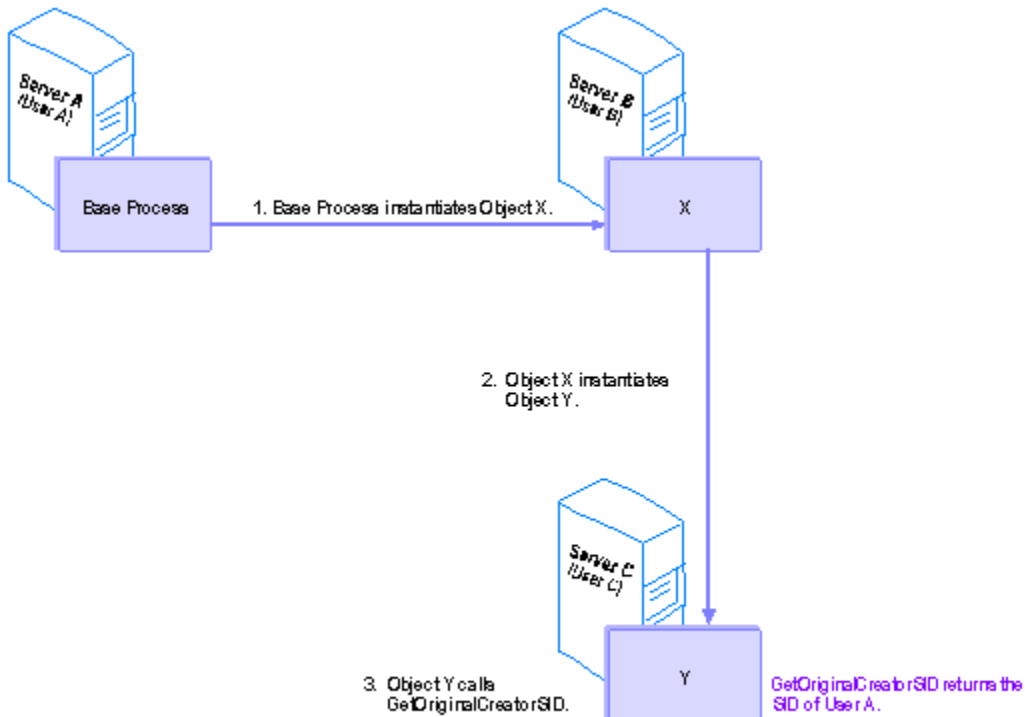 Server A
(User A)
Server B
(User B)
Base Process
1. Base Process instantiates Object X.
X
2. Object X instantiates
Object Y.
Server C
(User C)
3. Object Y calls
GetOriginalCreatorSID.
Y
GetOriginalCreatorSID returns the
SID of User A.